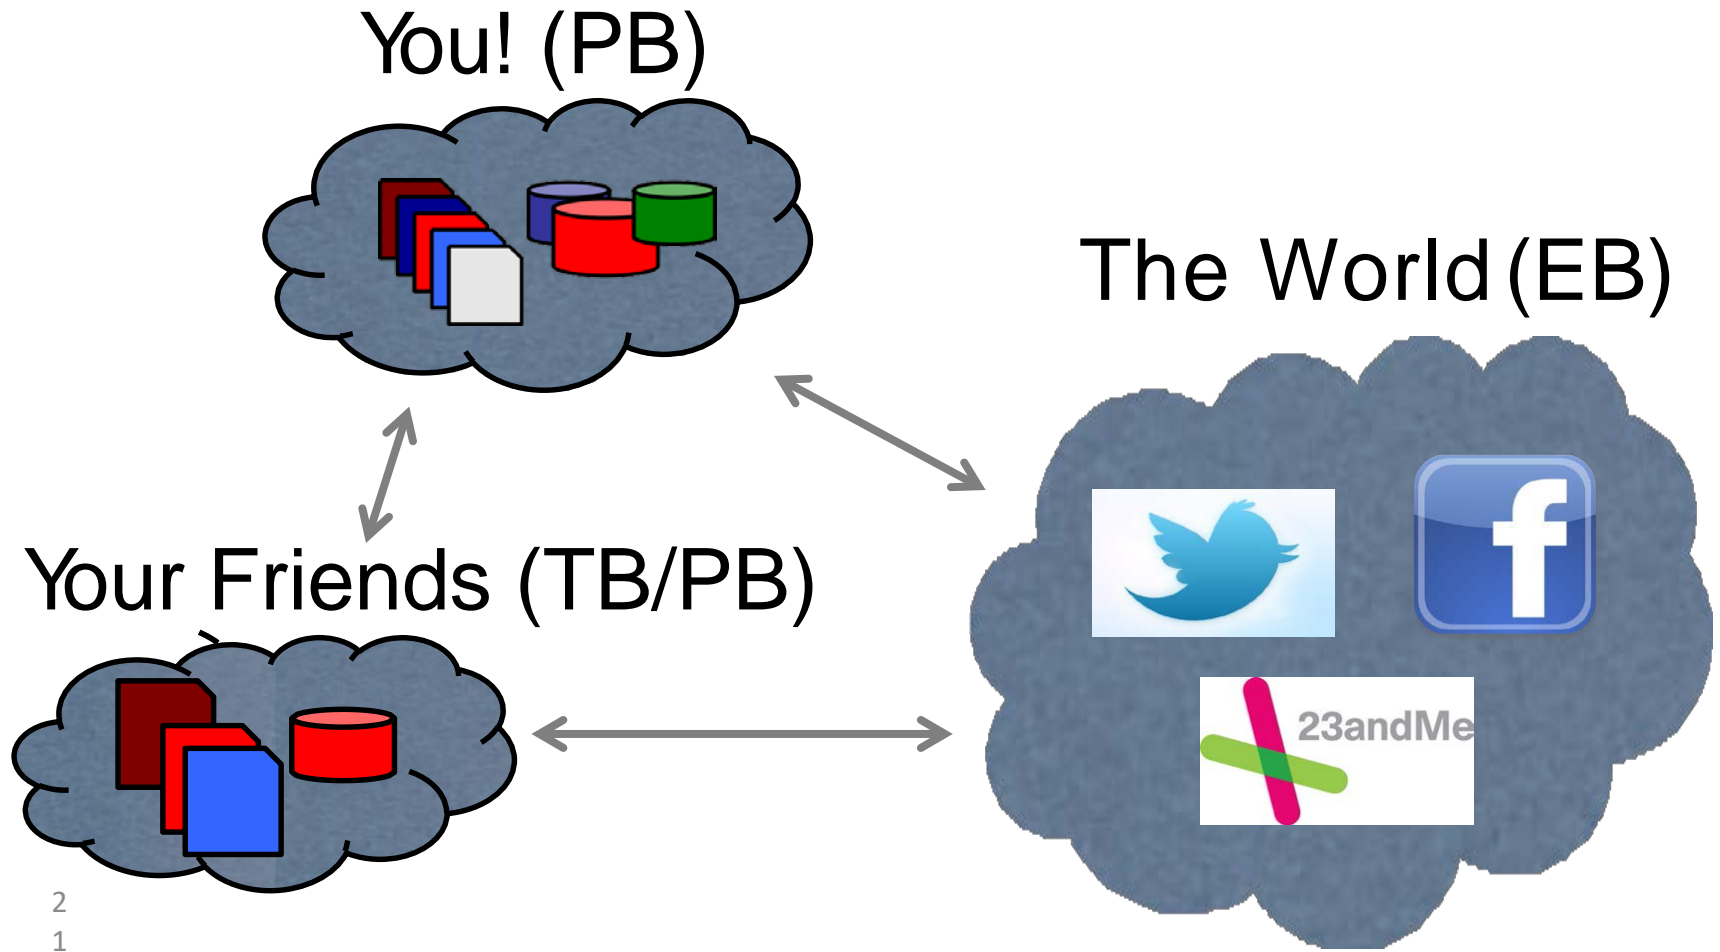 You! (PB)
The World (EB)
Your Friends (TB/PB)
f
23andMe
2
1